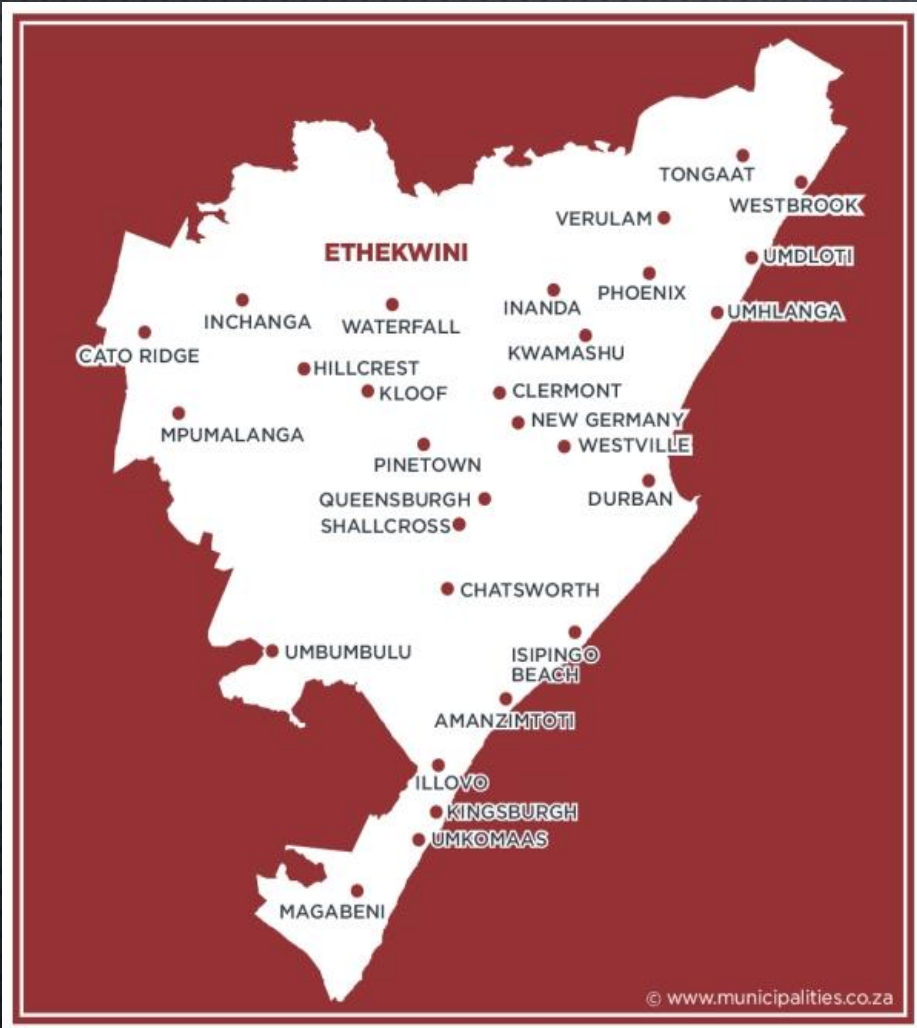 TONGAAT
WESTBROOK
VERULAM
ETHEKWINI
UMDLOTI
PHOENIX
INANDA
UMHLANGA
INCHANGA
WATERFALL
KWAMASHU
CATO RIDGE
HILLCREST
KLOOF
CLERMONT
NEW GERMANY
MPUMALANGA
WESTVILLE
PINETOWN
QUEENSBURGH
DURBAN
SHALLCROSS
CHATSWORTH
UMBUMBULU
ISIPINGO
BEACH
AMANZIMTOTI
ILLOVO
KINGSBURGH
UMKOMAAS
MAGABENI
© www.municipalities.co.za